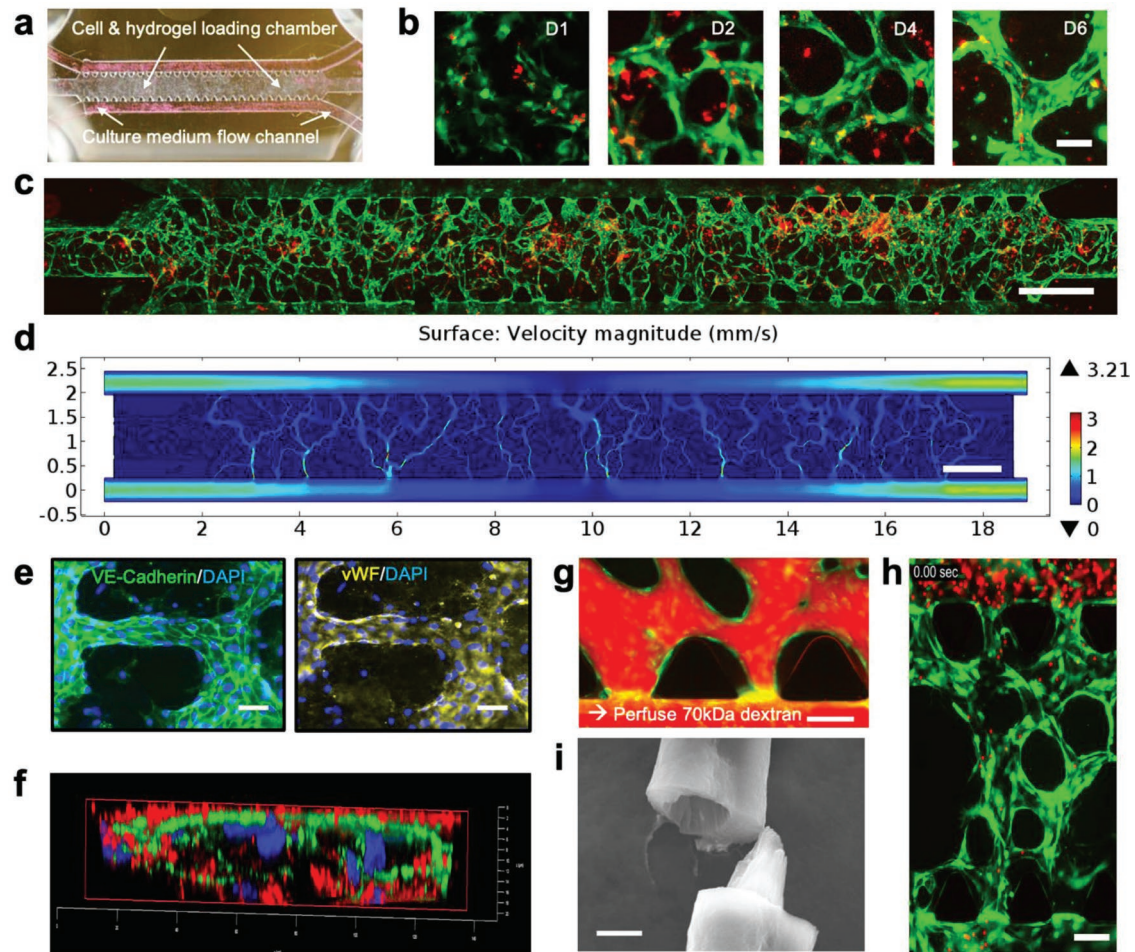 a
Cell & hydrogel loading chamber
Culture medium flow channel
b
D1
D2
D4
D6
c
d
Surface: Velocity magnitude (mm/s)
2.5
2
1.5
1
0.5
0
-0.5
0
2
4
6
8
10
12
14
16
18
▲ 3.21
3
2
1
0
▼ 0
e
VE-Cadherin/DAPI
vWF/DAPI
f
g
→ Perfuse 70kDa dextran
h
0.00 sec
i